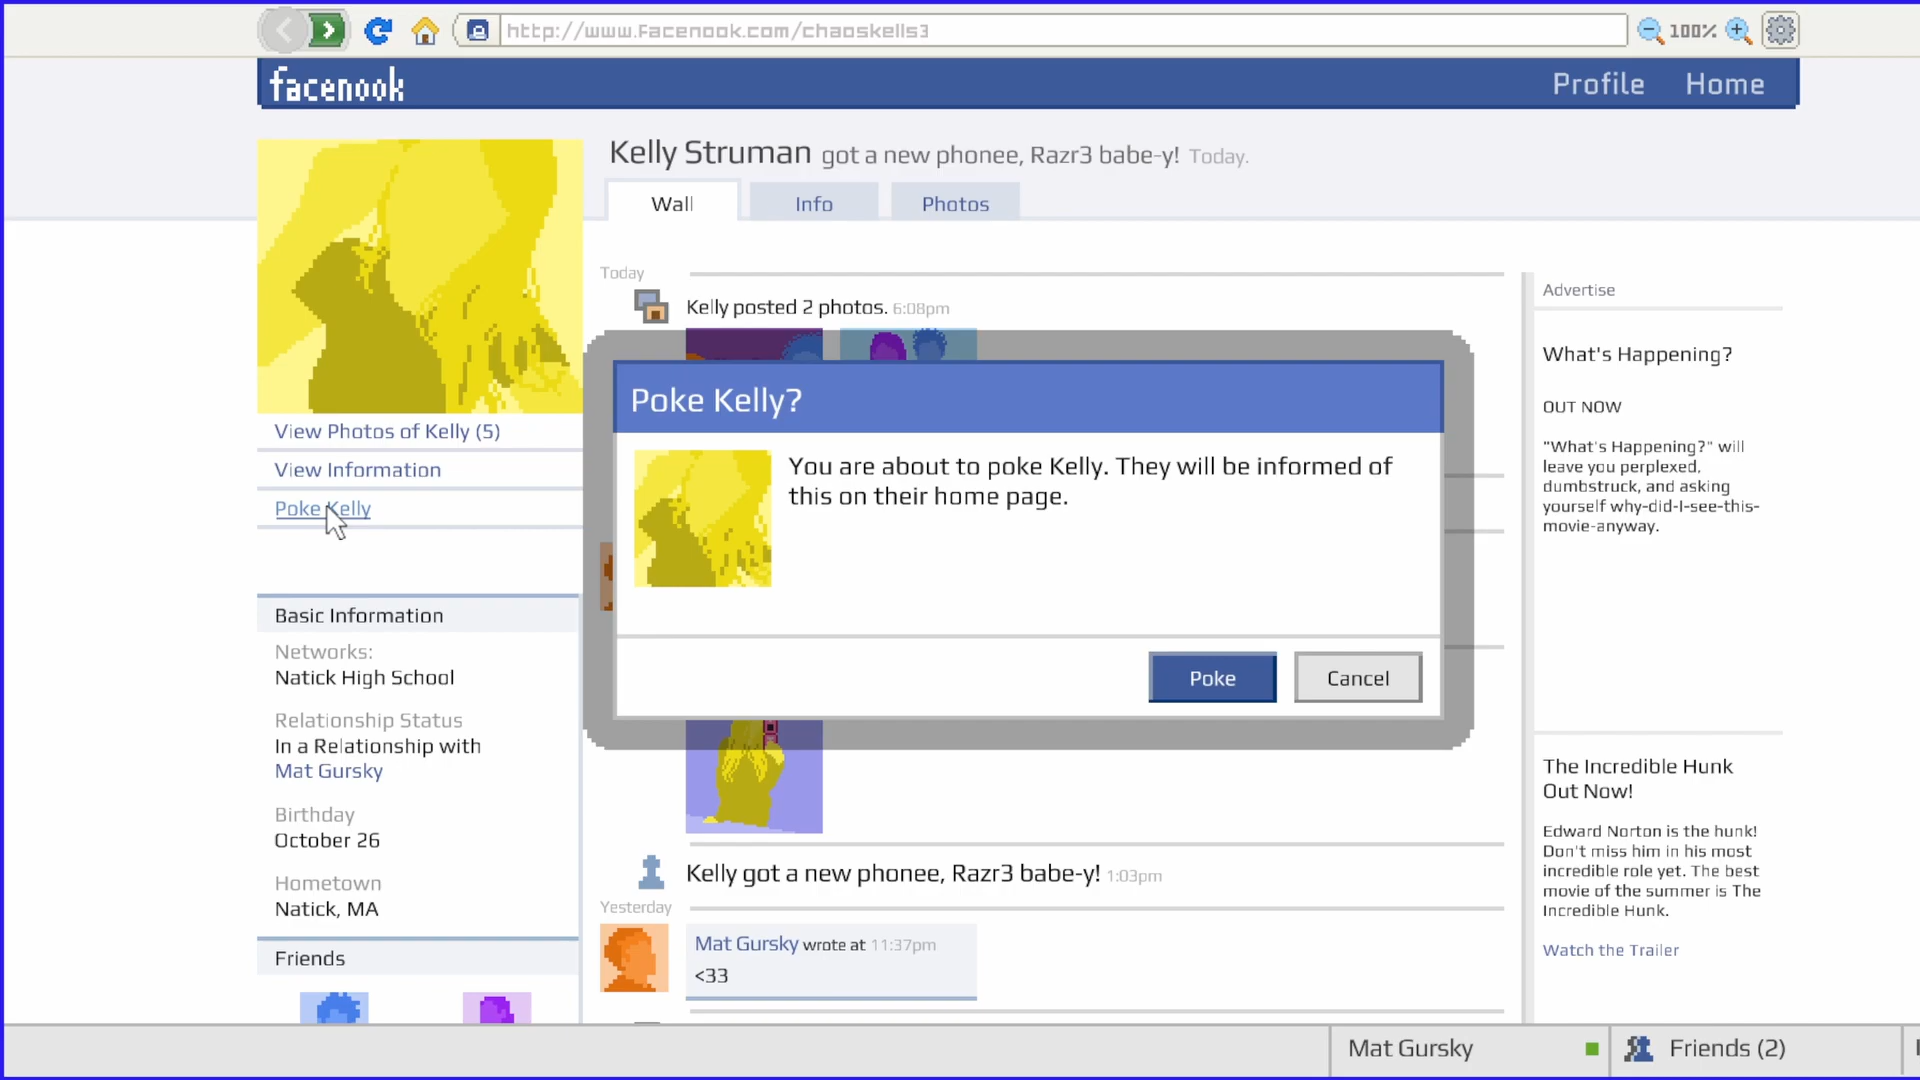 http://www.facenook.com/chaoskells3
100%
facenook
Profile
Home
Kelly Struman got a new phonee, Razr3 babe-y! Today.
Wall
Info
Photos
Today
Kelly posted 2 photos. 6:08pm
View Photos of Kelly (5)
View Information
Poke Kelly
Poke Kelly?
You are about to poke Kelly. They will be informed of
this on their home page.
Poke
Cancel
Basic Information
Networks:
Natick High School
Relationship Status
In a Relationship with
Mat Gursky
Birthday
October 26
Hometown
Natick, MA
Friends
Kelly got a new phonee, Razr3 babe-y! 1:03pm
Yesterday
Mat Gursky wrote at 11:37pm
<33
Advertise
What's Happening?
OUT NOW
"What's Happening?" will
leave you perplexed,
dumbstruck, and asking
yourself why-did-I-see-this-
movie-anyway.
The Incredible Hunk
Out Now!
Edward Norton is the hunk!
Don't miss him in his most
incredible role yet. The best
movie of the summer is The
Incredible Hunk.
Watch the Trailer
Mat Gursky
Friends (2)